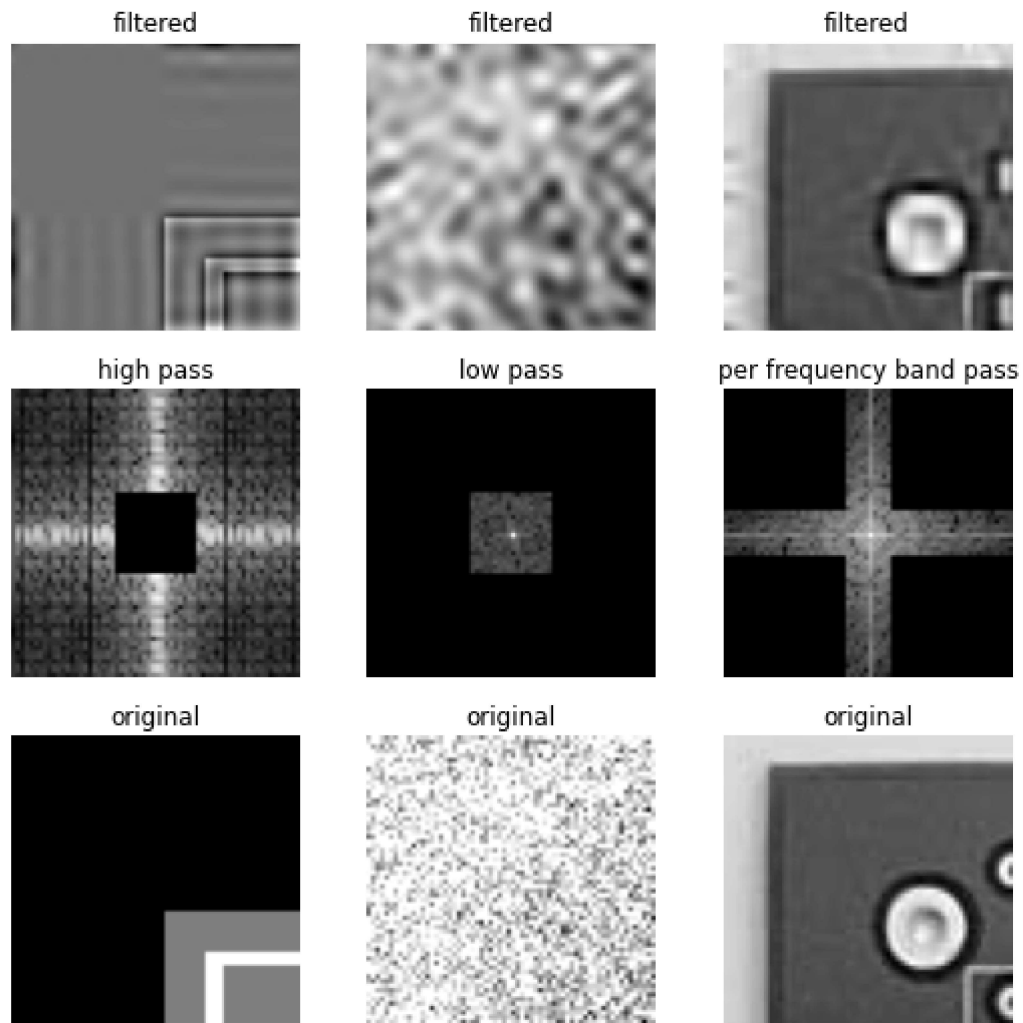 filtered
filtered
filtered
high pass
low pass
per frequency band pass
original
original
original